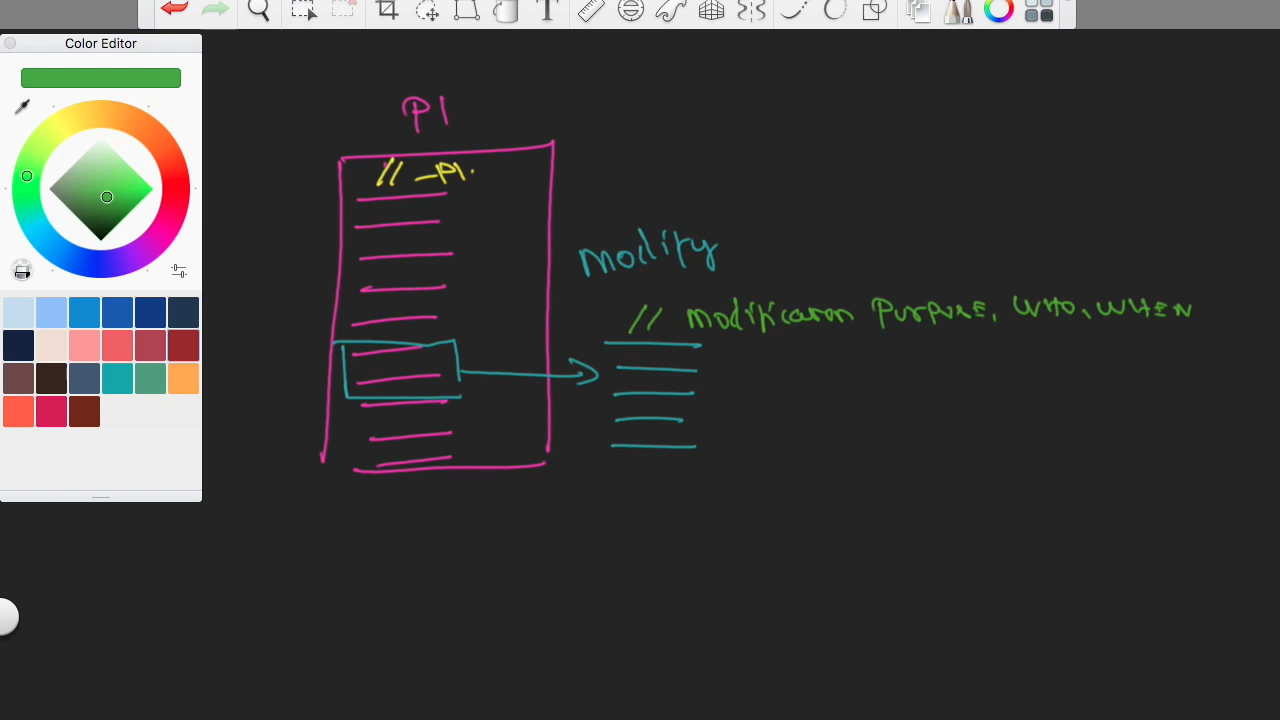 Color Editor
P1
// - P1.
Modify
// Modification Purpose, WHO, WHEN